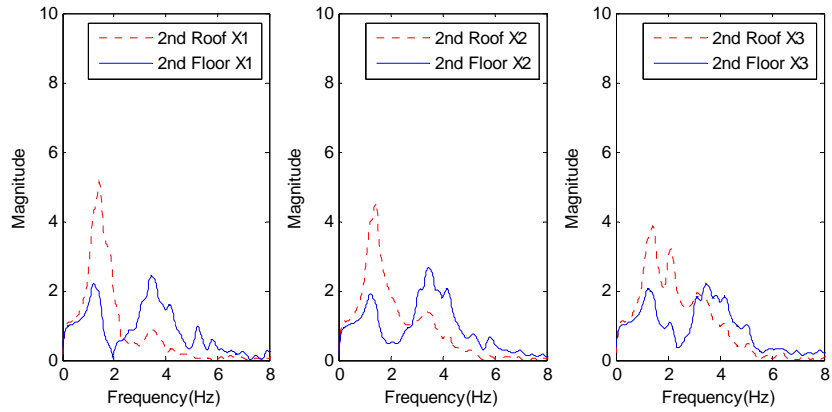 10
8
6
4
2
0
Magnitude
0 2 4 6 8
Frequency(Hz)
2nd Roof X1
2nd Floor X1
10
8
6
4
2
0
Magnitude
0 2 4 6 8
Frequency(Hz)
2nd Roof X2
2nd Floor X2
10
8
6
4
2
0
Magnitude
0 2 4 6 8
Frequency(Hz)
2nd Roof X3
2nd Floor X3